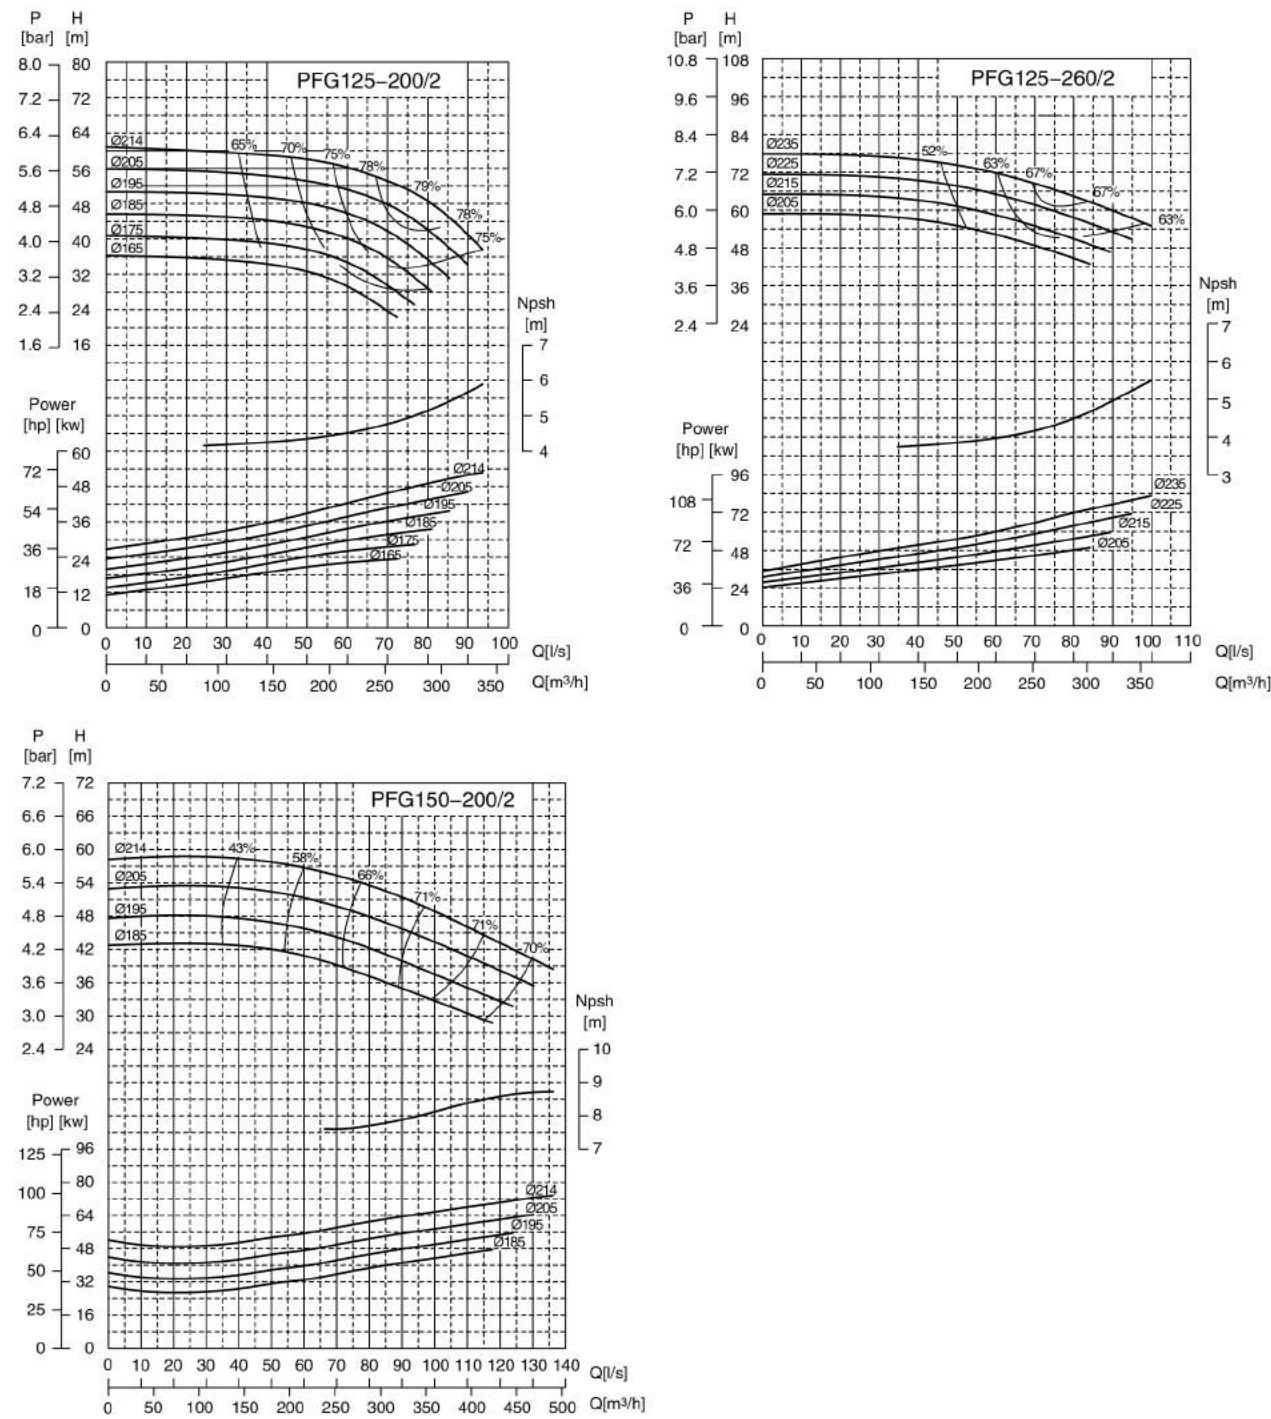 P H
[bar] [m]
PFG125-200/2
8.0 80
7.2 72
6.4 64
5.6 56
4.8 48
4.0 40
3.2 32
2.4 24
1.6 16
Ø214
Ø205
Ø195
Ø185
Ø175
Ø165
65% 70% 75% 78% 79% 78% 75%
Npsh
[m]
7
6
5
4
Power
[hp] [kw]
60
72 48
54 36
36 24
18 12
0 0
Ø214
Ø205
Ø195
Ø185
Ø175
Ø165
0 10 20 30 40 50 60 70 80 90 100 Q[l/s]
0 50 100 150 200 250 300 350 Q[m³/h]
P H
[bar] [m]
PFG125-260/2
10.8 108
9.6 96
8.4 84
7.2 72
6.0 60
4.8 48
3.6 36
2.4 24
Ø235
Ø225
Ø215
Ø205
52% 63% 67% 67% 63%
Npsh
[m]
7
6
5
4
3
Power
[hp] [kw]
96
108 72
72 48
36 24
0 0
Ø235
Ø225
Ø215
Ø205
0 10 20 30 40 50 60 70 80 90 100 110 Q[l/s]
0 50 100 150 200 250 300 350 Q[m³/h]
P H
[bar] [m]
PFG150-200/2
7.2 72
6.6 66
6.0 60
5.4 54
4.8 48
4.2 42
3.6 36
3.0 30
2.4 24
Ø214
Ø205
Ø195
Ø185
43% 58% 66% 71% 71% 70%
Npsh
[m]
10
9
8
7
Power
[hp] [kw]
125 96
100 80
75 64
50 48
25 32
0 16
0
Ø214
Ø205
Ø195
Ø185
0 10 20 30 40 50 60 70 80 90 100 110 120 130 140 Q[l/s]
0 50 100 150 200 250 300 350 400 450 500 Q[m³/h]